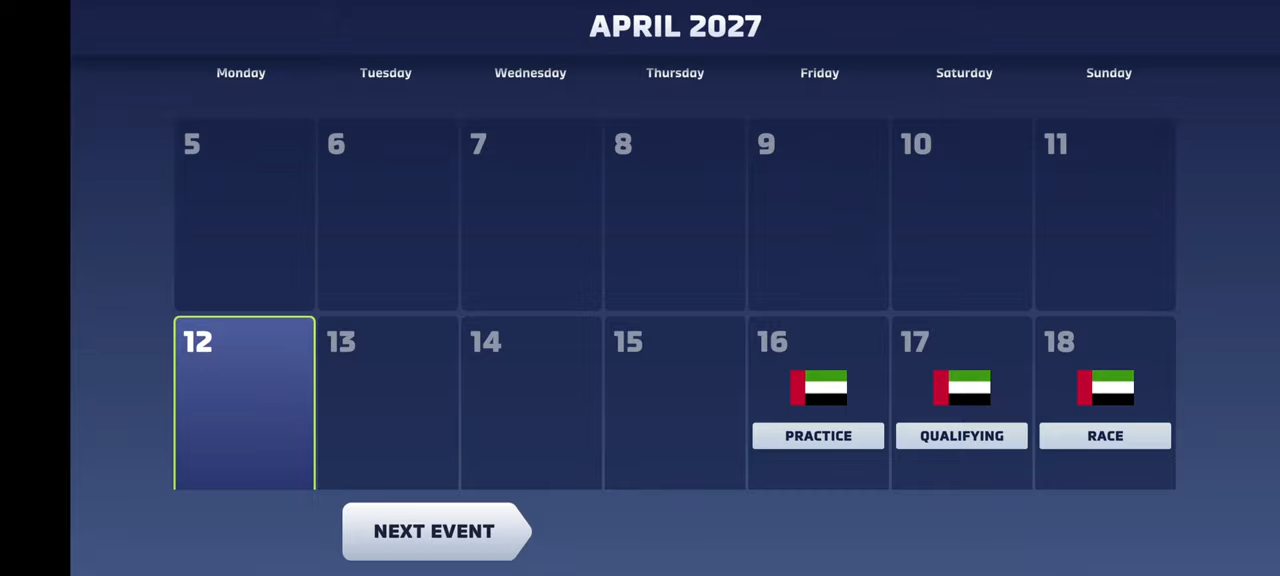 APRIL 2027
Monday Tuesday Wednesday Thursday Friday Saturday Sunday
5 6 7 8 9 10 11
12 13 14 15 16 17 18
PRACTICE QUALIFYING RACE
NEXT EVENT